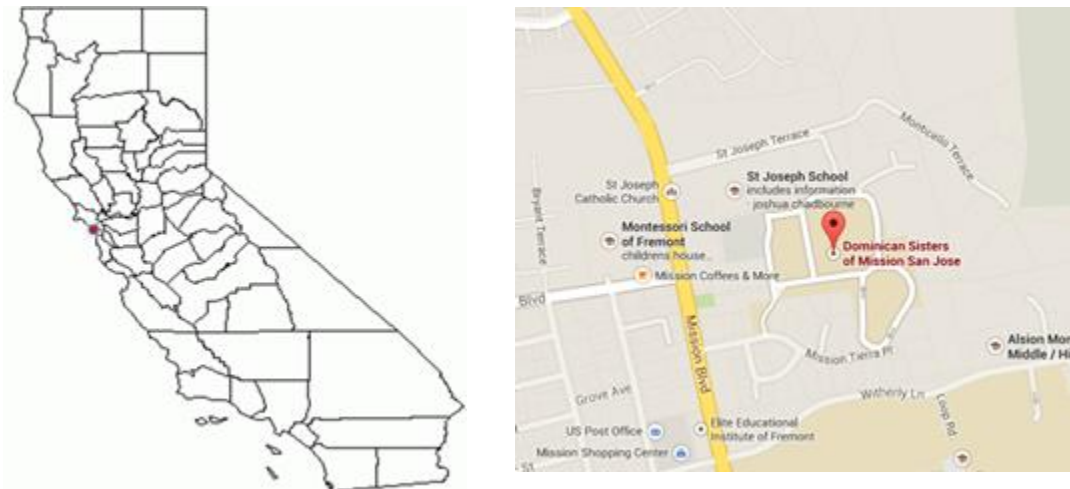 St Joseph Terrace
Monticello Terrace
St Joseph School
includes information
· joshua chadbourne
St Joseph
Catholic Church
Bryant Terrace
Montessori School
of Fremont
childrens house...
Dominican Sisters
of Mission San Jose
Mission Coffees & More
Blvd
Mission Blvd
Mission Tierra Pl
Alsion Mon
Middle / Hi
Grove Ave
Witherly Ln
Loop Rd
US Post Office
Elite Educational
Institute of Fremont
Mission Shopping Center
St